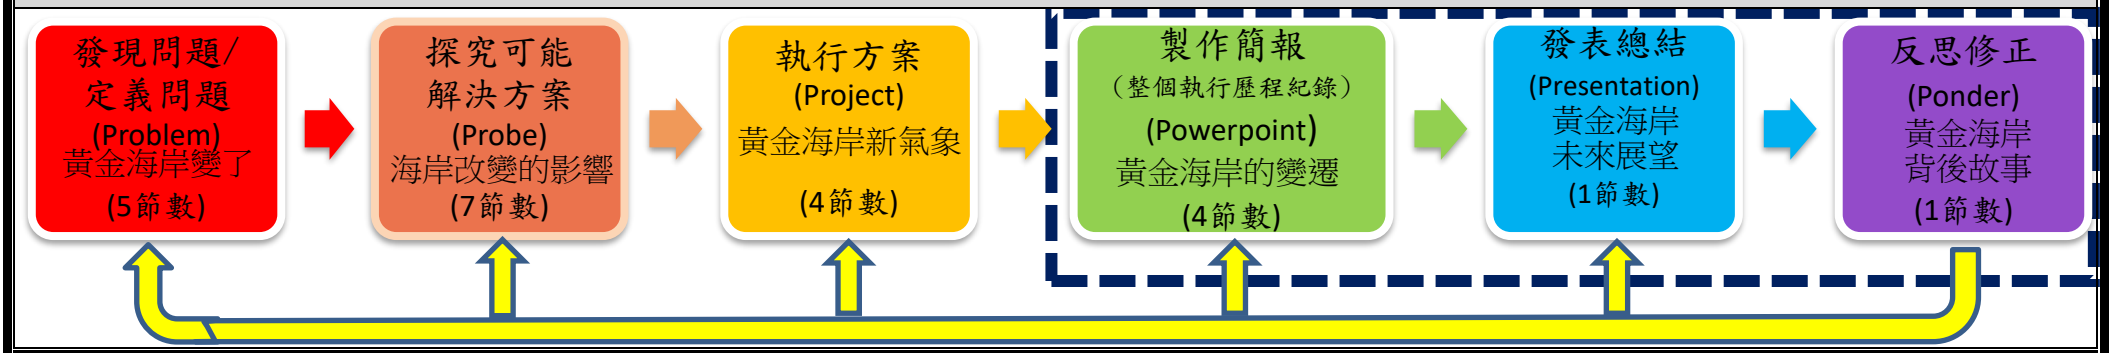 發現問題/
定義問題
(Problem)
黃金海岸變了
(5節數)
探究可能
解決方案
(Probe)
海岸改變的影響
(7節數)
執行方案
(Project)
黃金海岸新氣象
(4節數)
製作簡報
（整個執行歷程紀錄）
(Powerpoint)
黃金海岸的變遷
(4節數)
發表總結
(Presentation)
黃金海岸
未來展望
(1節數)
反思修正
(Ponder)
黃金海岸
背後故事
(1節數)